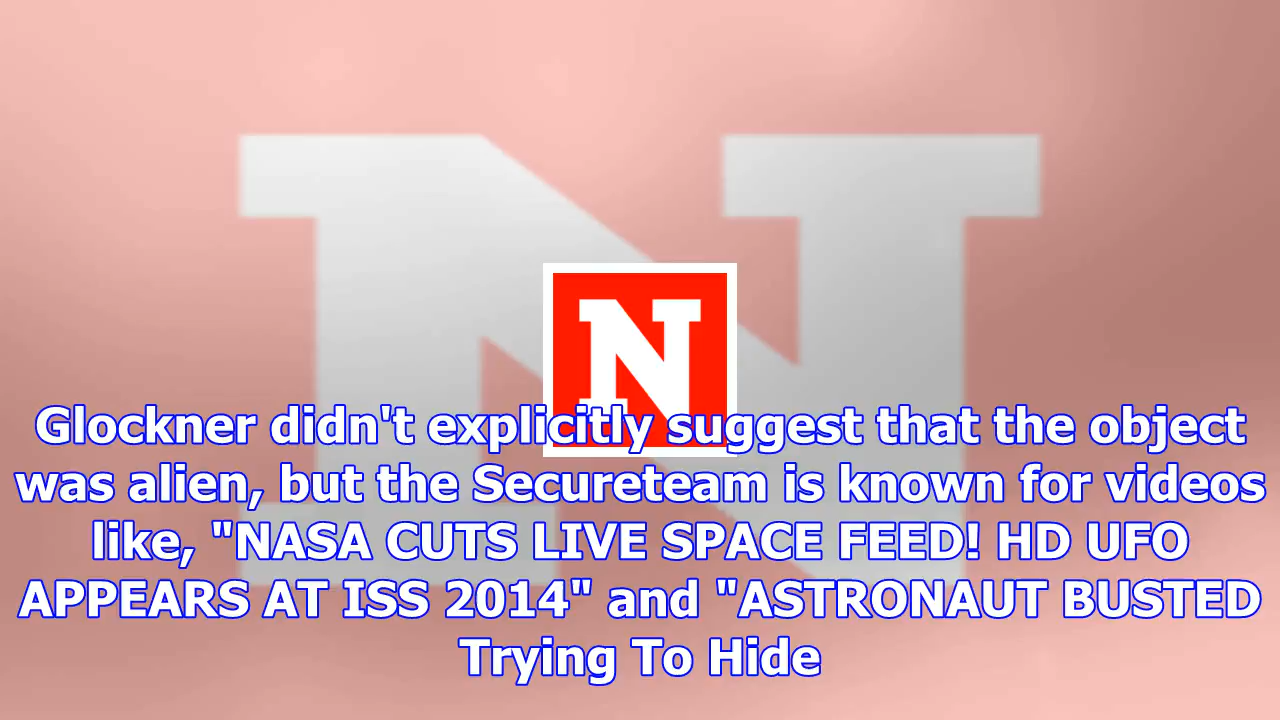 N
Glockner didn't explicitly suggest that the object
was alien, but the Secureteam is known for videos
like, "NASA CUTS LIVE SPACE FEED! HD UFO
APPEARS AT ISS 2014" and "ASTRONAUT BUSTED
Trying To Hide